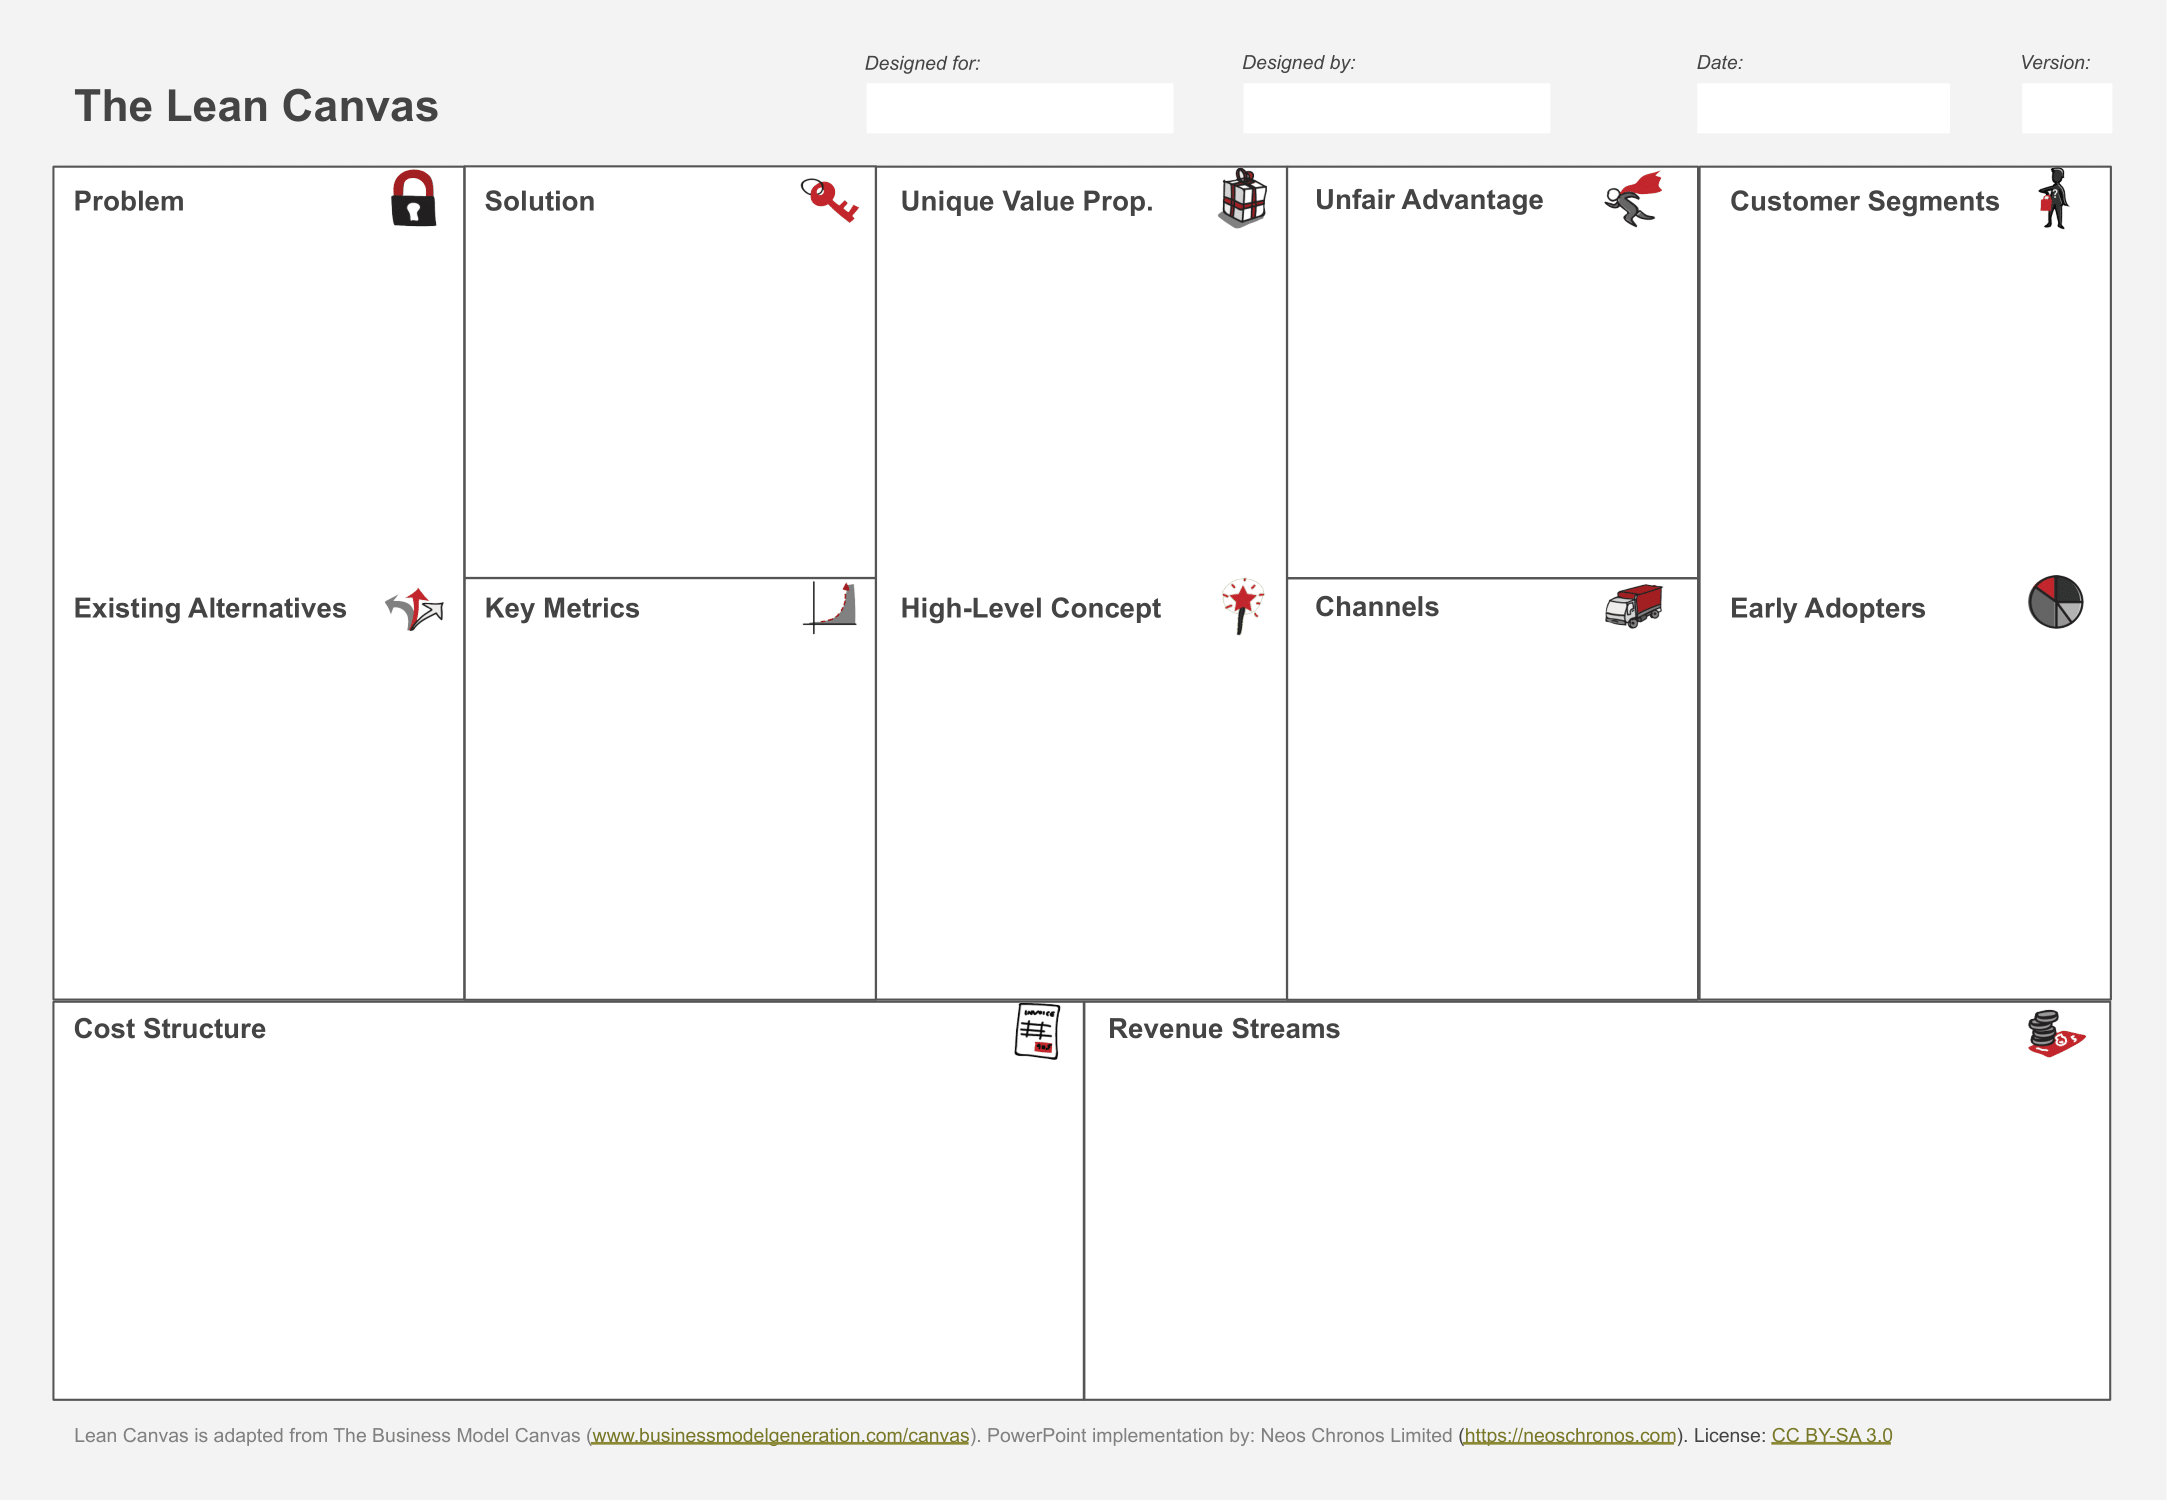 The Lean Canvas
Designed for:
Designed by:
Date:
Version:
Problem
Solution
Unique Value Prop.
Unfair Advantage
Customer Segments
Existing Alternatives
Key Metrics
High-Level Concept
Channels
Early Adopters
Cost Structure
INVOICE
Revenue Streams
Lean Canvas is adapted from The Business Model Canvas (www.businessmodelgeneration.com/canvas). PowerPoint implementation by: Neos Chronos Limited (https://neoschronos.com). License: CC BY-SA 3.0